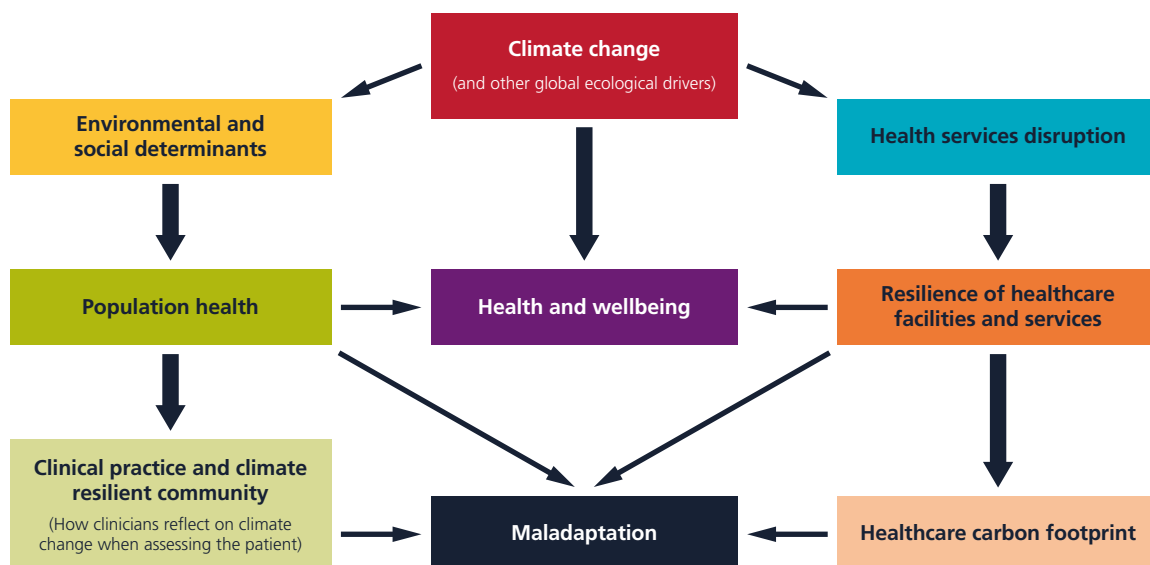 Climate change
(and other global ecological drivers)
Environmental and
social determinants
Health services disruption
Population health
Health and wellbeing
Resilience of healthcare
facilities and services
Clinical practice and climate
resilient community
(How clinicians reflect on climate
change when assessing the patient)
Maladaptation
Healthcare carbon footprint